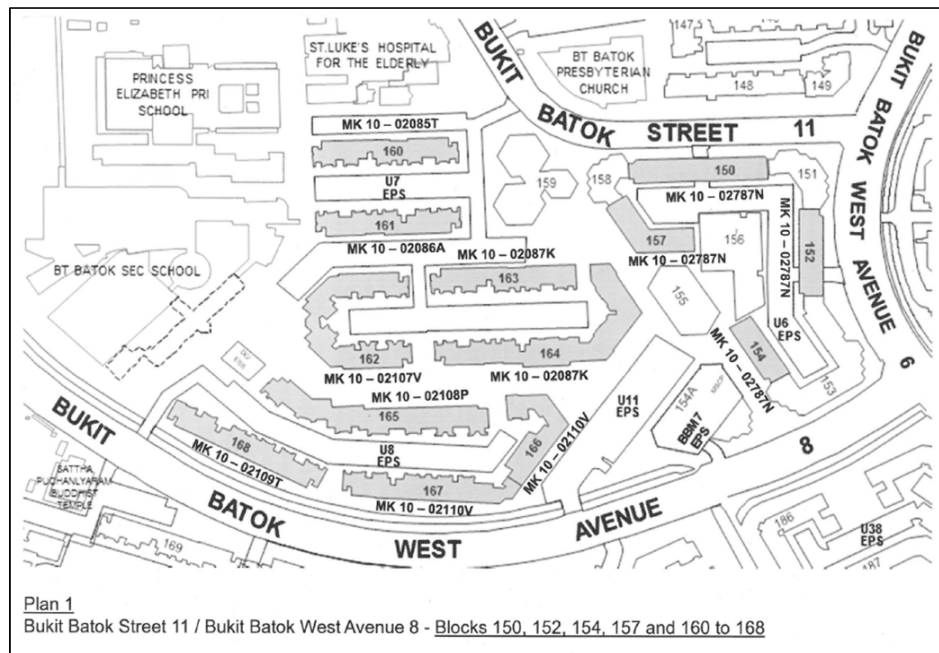 147
BUKIT
BATOK
STREET
11
BUKIT
BATOK
WEST
AVENUE
6
ST.LUKE'S HOSPITAL
FOR THE ELDERLY
BT BATOK
PRESBYTERIAN
CHURCH
148
149
PRINCESS
ELIZABETH PRI
SCHOOL
MK 10 – 02085T
160
U7
EPS
161
MK 10 – 02086A
159
158
150
MK 10 – 02787N
151
MK 10 – 02787N
152
157
MK 10 – 02787N
156
155
MK 10 – 02087K
163
BT BATOK SEC SCHOOL
162
MK 10 – 02107V
164
MK 10 – 02087K
U6
EPS
154
MK 10 – 02787N
153
154A
MSCP
BBM7
EPS
U11
EPS
MK 10 – 02108P
165
U8
EPS
166
MK 10 – 02110V
168
MK 10 – 02109T
167
MK 10 – 02110V
BUKIT
BATOK
WEST
AVENUE
8
SATTHA
BUDDHIST
TEMPLE
169
186
U38
EPS
187
Plan 1
Bukit Batok Street 11 / Bukit Batok West Avenue 8 - Blocks 150, 152, 154, 157 and 160 to 168